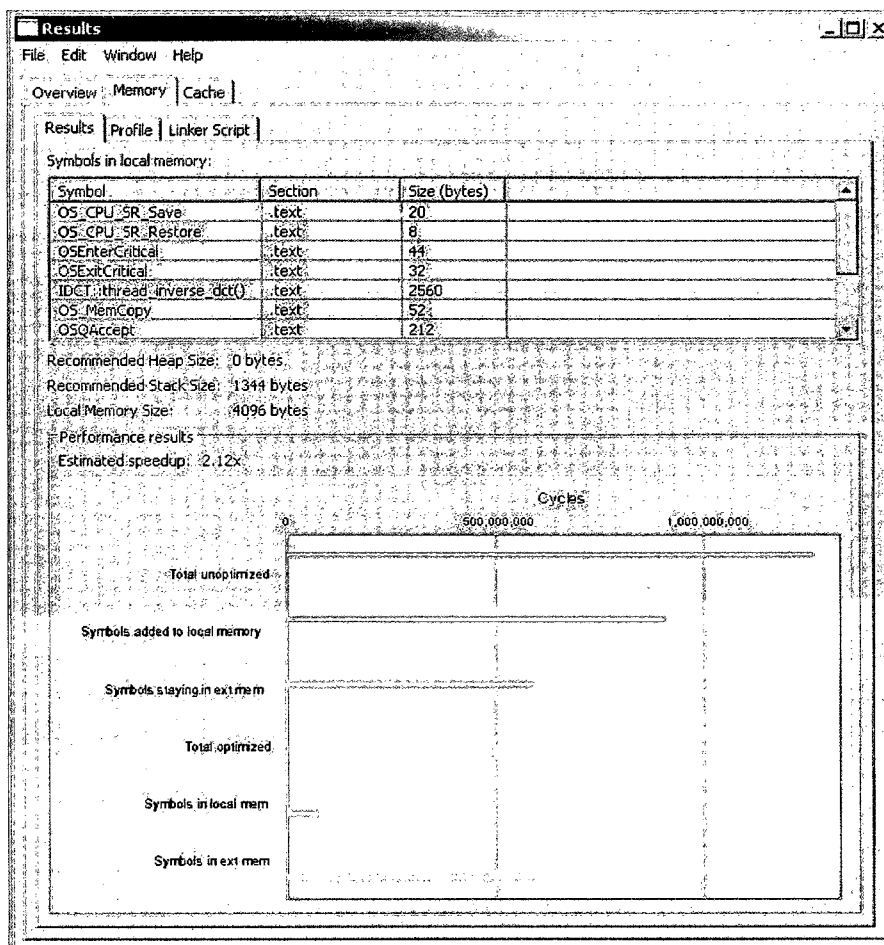 Results
File Edit Window Help
Overview Memory Cache
Results Profile Linker Script
Symbols in local memory:
Symbol Section Size (bytes)
OS_CPU_SR_Save .text 20
OS_CPU_SR_Restore .text 8
OSEnterCritical .text 44
OSExitCritical .text 32
IDCT::thread_inverse_dct() .text 2560
OS_MemCopy .text 52
OSQAccept .text 212
Recommended Heap Size: 0 bytes
Recommended Stack Size: 1344 bytes
Local Memory Size: 4096 bytes
Performance results
Estimated speedup: 2.12x
Cycles
0 500,000,000 1,000,000,000
Total unoptimized
Symbols added to local memory
Symbols staying in ext mem
Total optimized
Symbols in local mem
Symbols in ext mem